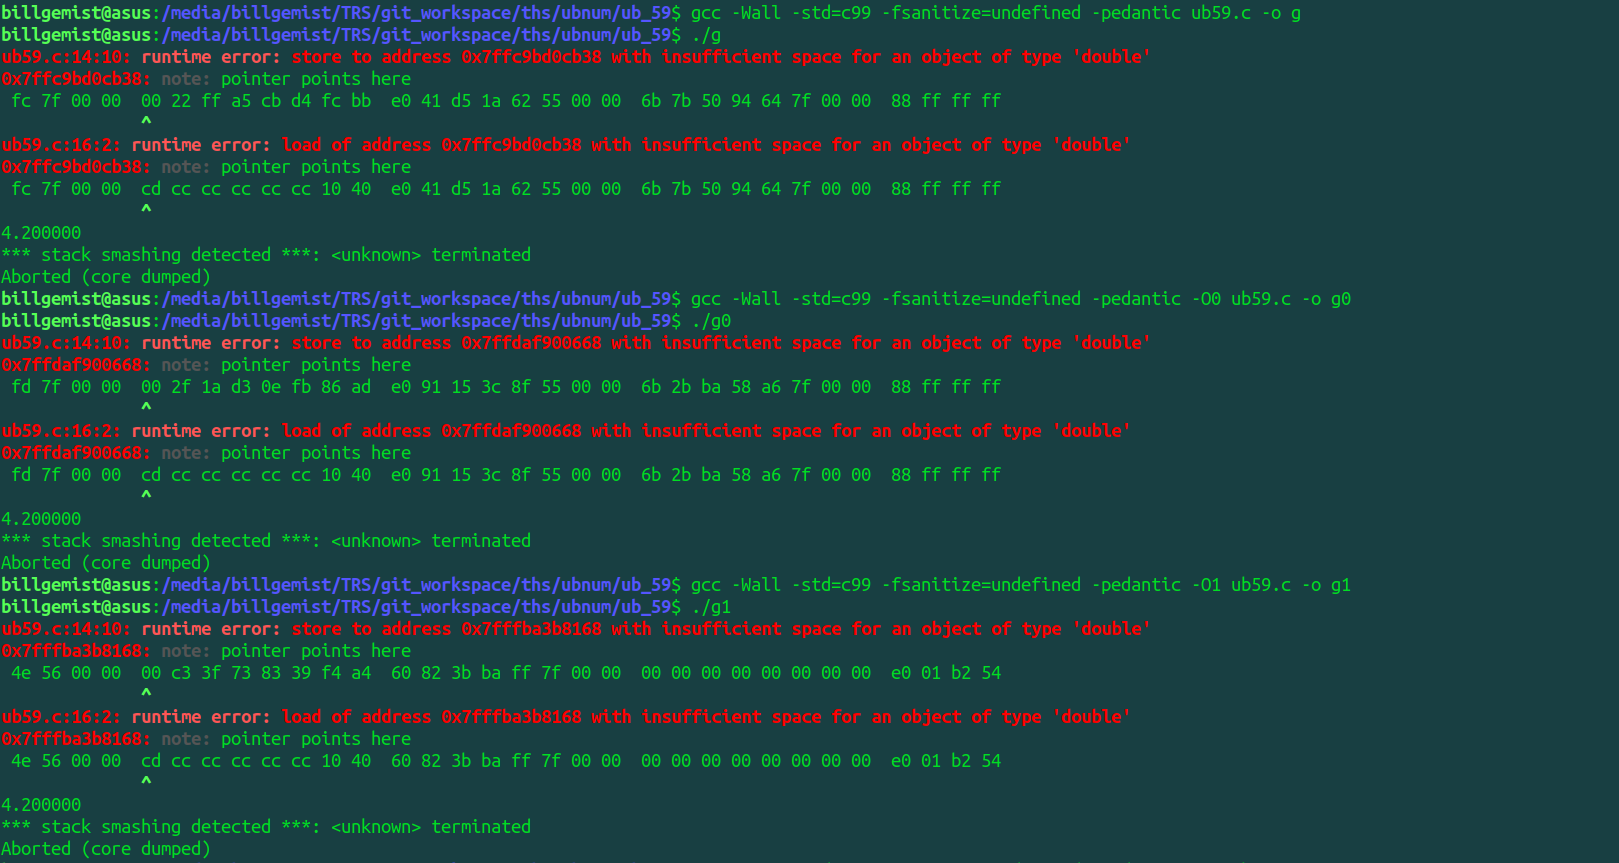 billgemist@asus:/media/billgemist/TRS/git_workspace/ths/ubnum/ub_59$ gcc -Wall -std=c99 -fsanitize=undefined -pedantic ub59.c -o g
billgemist@asus:/media/billgemist/TRS/git_workspace/ths/ubnum/ub_59$ ./g
ub59.c:14:10: runtime error: store to address 0x7ffc9bd0cb38 with insufficient space for an object of type 'double'
0x7ffc9bd0cb38: note: pointer points here
 fc 7f 00 00  00 22 ff a5 cb d4 fc bb  e0 41 d5 1a 62 55 00 00  6b 7b 50 94 64 7f 00 00  88 ff ff ff
              ^
ub59.c:16:2: runtime error: load of address 0x7ffc9bd0cb38 with insufficient space for an object of type 'double'
0x7ffc9bd0cb38: note: pointer points here
 fc 7f 00 00  cd cc cc cc cc cc 10 40  e0 41 d5 1a 62 55 00 00  6b 7b 50 94 64 7f 00 00  88 ff ff ff
              ^
4.200000
*** stack smashing detected ***: <unknown> terminated
Aborted (core dumped)
billgemist@asus:/media/billgemist/TRS/git_workspace/ths/ubnum/ub_59$ gcc -Wall -std=c99 -fsanitize=undefined -pedantic -O0 ub59.c -o g0
billgemist@asus:/media/billgemist/TRS/git_workspace/ths/ubnum/ub_59$ ./g0
ub59.c:14:10: runtime error: store to address 0x7ffdaf900668 with insufficient space for an object of type 'double'
0x7ffdaf900668: note: pointer points here
 fd 7f 00 00  00 2f 1a d3 0e fb 86 ad  e0 91 15 3c 8f 55 00 00  6b 2b ba 58 a6 7f 00 00  88 ff ff ff
              ^
ub59.c:16:2: runtime error: load of address 0x7ffdaf900668 with insufficient space for an object of type 'double'
0x7ffdaf900668: note: pointer points here
 fd 7f 00 00  cd cc cc cc cc cc 10 40  e0 91 15 3c 8f 55 00 00  6b 2b ba 58 a6 7f 00 00  88 ff ff ff
              ^
4.200000
*** stack smashing detected ***: <unknown> terminated
Aborted (core dumped)
billgemist@asus:/media/billgemist/TRS/git_workspace/ths/ubnum/ub_59$ gcc -Wall -std=c99 -fsanitize=undefined -pedantic -O1 ub59.c -o g1
billgemist@asus:/media/billgemist/TRS/git_workspace/ths/ubnum/ub_59$ ./g1
ub59.c:14:10: runtime error: store to address 0x7fffba3b8168 with insufficient space for an object of type 'double'
0x7fffba3b8168: note: pointer points here
 4e 56 00 00  00 c3 3f 73 83 39 f4 a4  60 82 3b ba ff 7f 00 00  00 00 00 00 00 00 00 00  e0 01 b2 54
              ^
ub59.c:16:2: runtime error: load of address 0x7fffba3b8168 with insufficient space for an object of type 'double'
0x7fffba3b8168: note: pointer points here
 4e 56 00 00  cd cc cc cc cc cc 10 40  60 82 3b ba ff 7f 00 00  00 00 00 00 00 00 00 00  e0 01 b2 54
              ^
4.200000
*** stack smashing detected ***: <unknown> terminated
Aborted (core dumped)